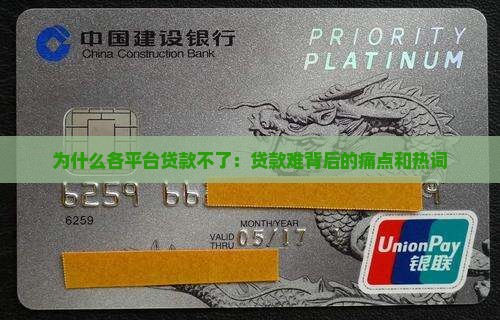 中国建设银行
China Construction Bank
PRIORITY
PLATINUM
为什么各平台贷款不了：贷款难背后的痛点和热词
6259 66 9
6259
MONTH/YEAR
VALID THRU 05/17
UnionPay
银联